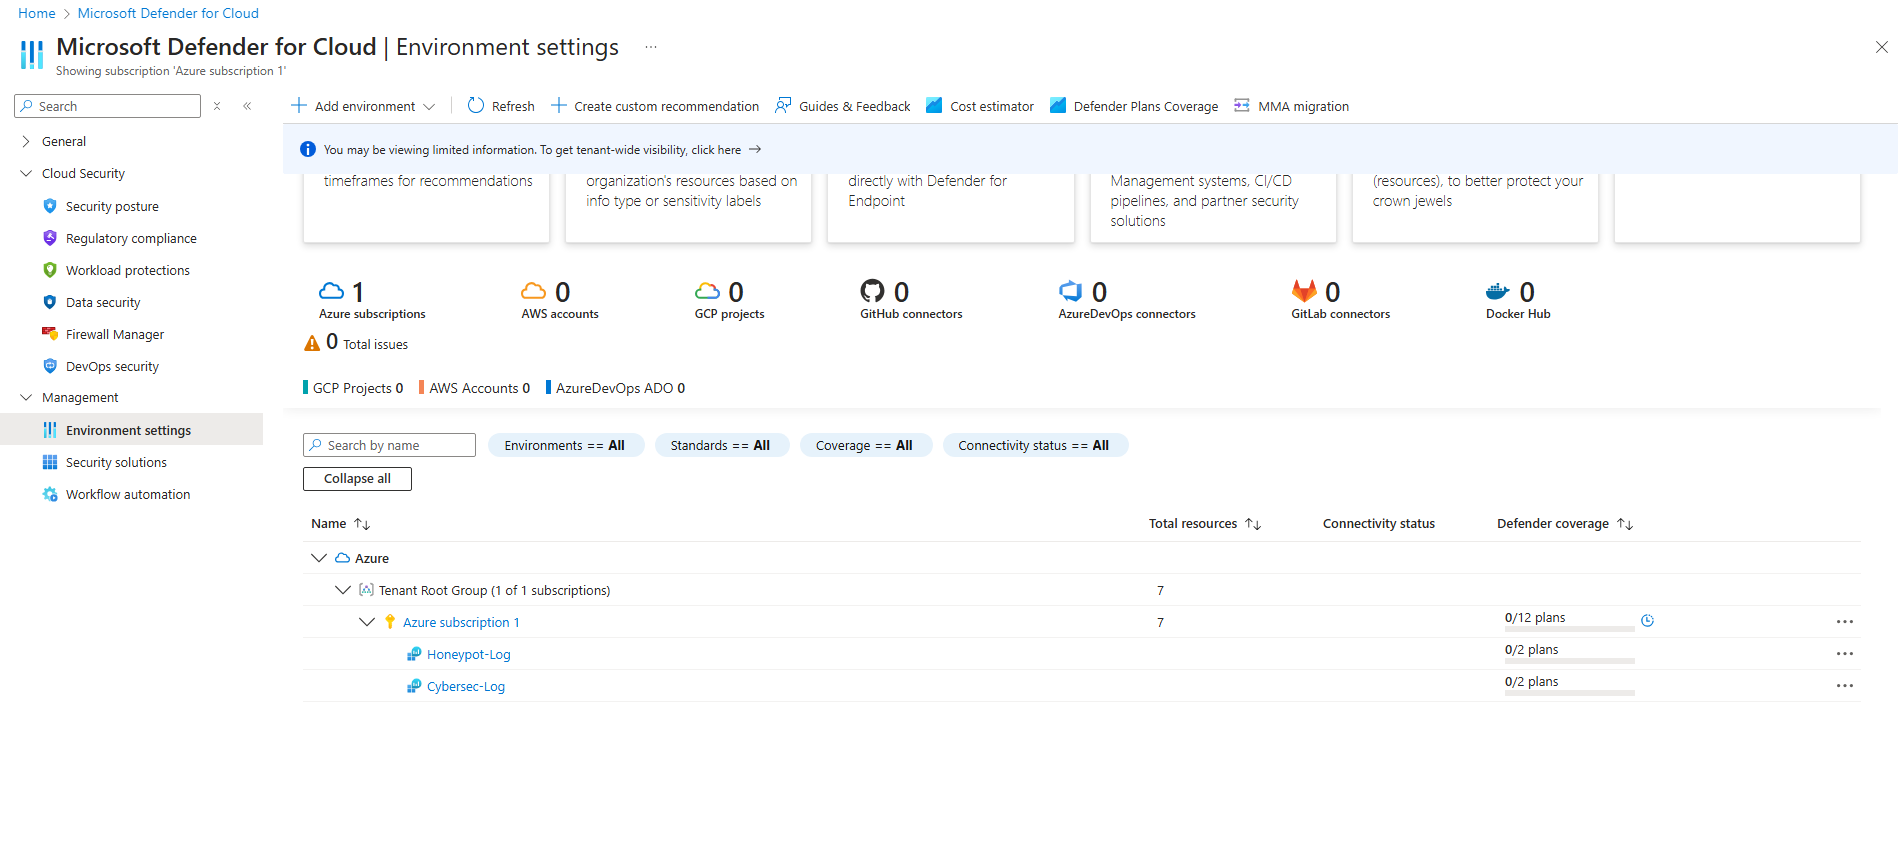 Home > Microsoft Defender for Cloud
Microsoft Defender for Cloud | Environment settings ...
Showing subscription 'Azure subscription 1'
Search
General
Cloud Security
Security posture
Regulatory compliance
Workload protections
Data security
Firewall Manager
DevOps security
Management
Environment settings
Security solutions
Workflow automation
Add environment
Refresh
Create custom recommendation
Guides & Feedback
Cost estimator
Defender Plans Coverage
MMA migration
You may be viewing limited information. To get tenant-wide visibility, click here →
timeframes for recommendations
organization's resources based on
info type or sensitivity labels
directly with Defender for
Endpoint
Management systems, CI/CD
pipelines, and partner security
solutions
(resources), to better protect your
crown jewels
1
Azure subscriptions
0
AWS accounts
0
GCP projects
0
GitHub connectors
0
AzureDevOps connectors
0
GitLab connectors
0
Docker Hub
0 Total issues
GCP Projects 0
AWS Accounts 0
AzureDevOps ADO 0
Search by name
Environments == All
Standards == All
Coverage == All
Connectivity status == All
Collapse all
Name ↑↓ Total resources ↑↓ Connectivity status Defender coverage ↑↓
Azure
Tenant Root Group (1 of 1 subscriptions) 7
Azure subscription 1 7 0/12 plans ...
Honeypot-Log 0/2 plans ...
Cybersec-Log 0/2 plans ...